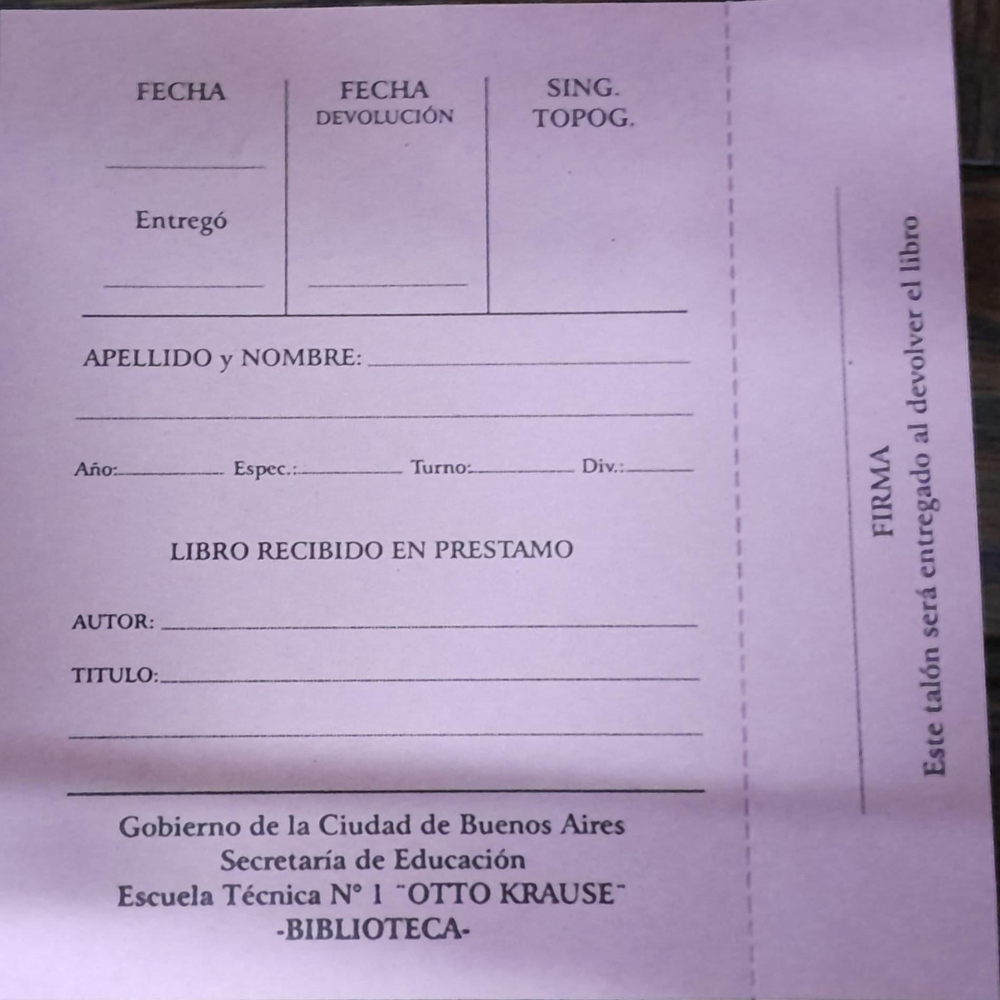 FECHA
FECHA
DEVOLUCIÓN
SING.
TOPOG.
Entregó
APELLIDO y NOMBRE:
Año: Espec.: Turno: Div.:
LIBRO RECIBIDO EN PRESTAMO
AUTOR:
TITULO:
Gobierno de la Ciudad de Buenos Aires
Secretaría de Educación
Escuela Técnica N° 1 ¨OTTO KRAUSE¨
-BIBLIOTECA-
FIRMA
Este talón será entregado al devolver el libro